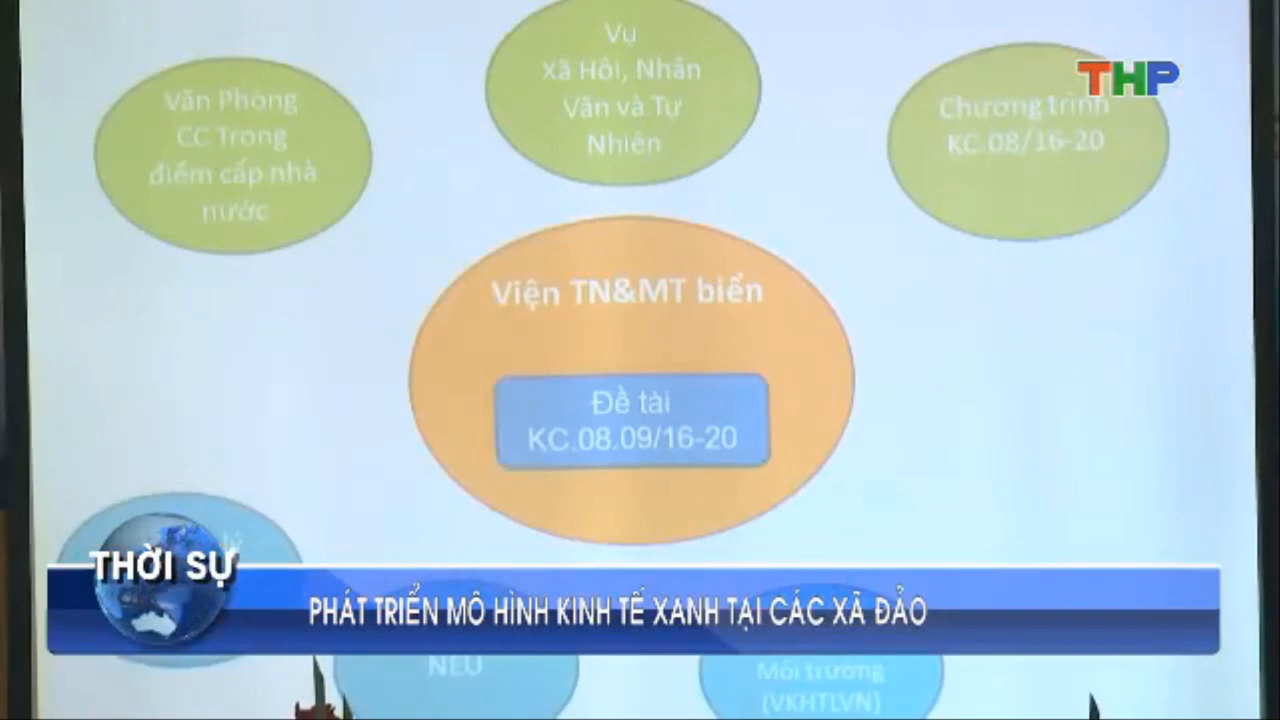 Vụ
Xã Hội, Nhân
Văn và Tự
Nhiên
THP
Văn Phòng
CC Trong
điểm cấp nhà
nước
Chương trình
KC.08/16-20
Viện TN&MT biển
Đề tài
KC.08.09/16-20
THỜI SỰ
PHÁT TRIỂN MÔ HÌNH KINH TẾ XANH TẠI CÁC XÃ ĐẢO
NEU
Môi trường
(VKHTLVN)